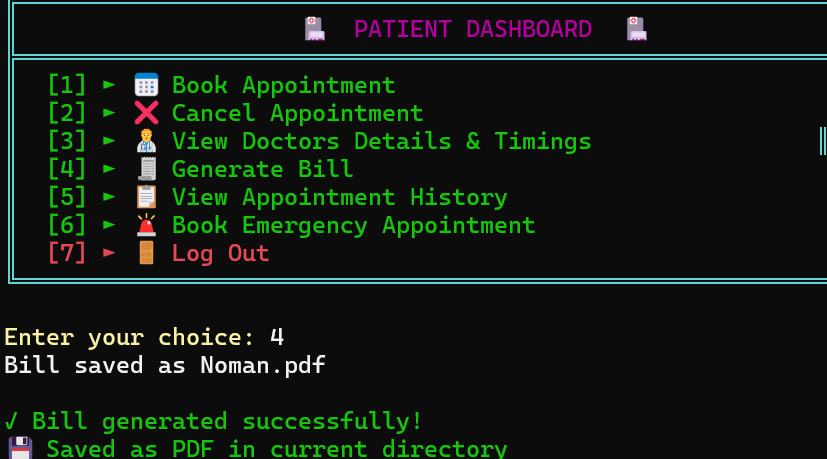 🏥 PATIENT DASHBOARD 🏥
[1] ► 📅 Book Appointment
[2] ► ❌ Cancel Appointment
[3] ► 👨‍⚕️ View Doctors Details & Timings
[4] ► 🧾 Generate Bill
[5] ► 📋 View Appointment History
[6] ► 🚨 Book Emergency Appointment
[7] ► 🚪 Log Out
Enter your choice: 4
Bill saved as Noman.pdf
√ Bill generated successfully!
💾 Saved as PDF in current directory